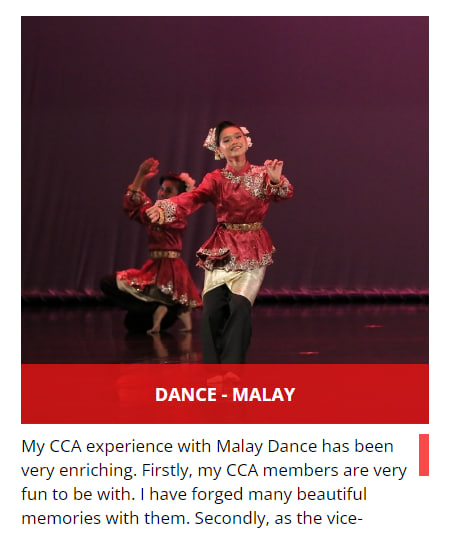 DANCE - MALAY
My CCA experience with Malay Dance has been
very enriching. Firstly, my CCA members are very
fun to be with. I have forged many beautiful
memories with them. Secondly, as the vice-